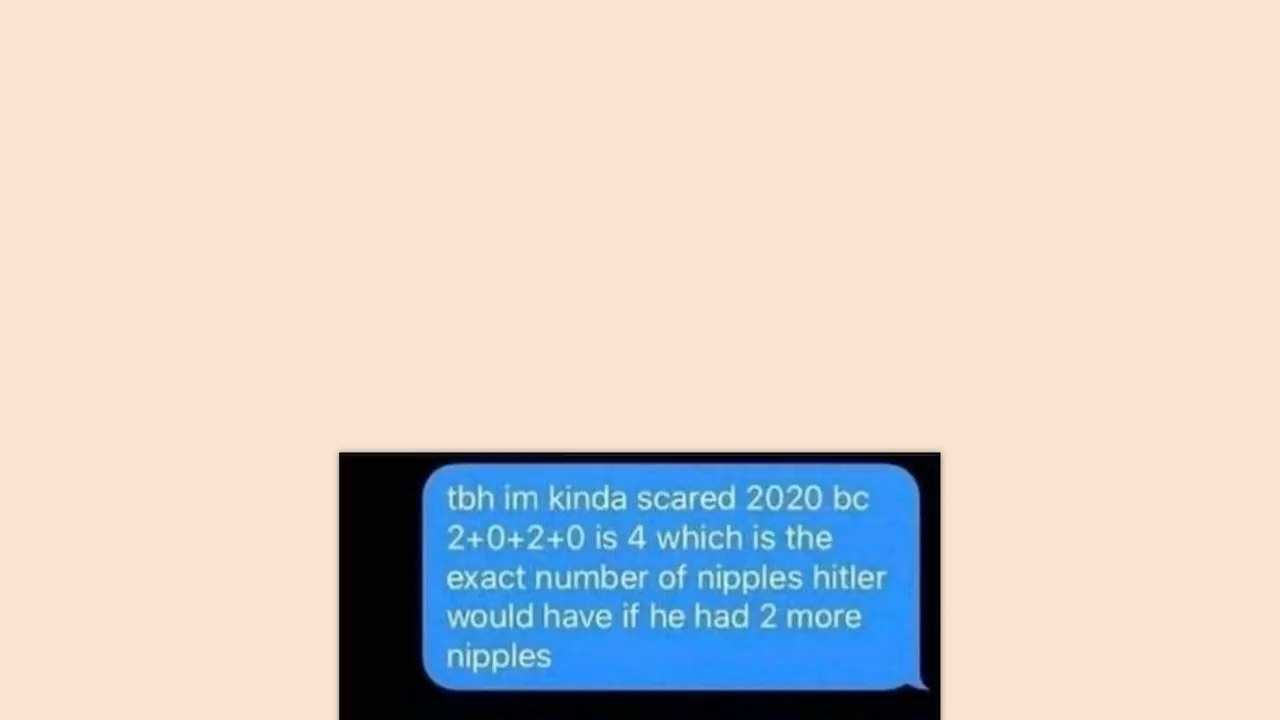 tbh im kinda scared 2020 bc
2+0+2+0 is 4 which is the
exact number of nipples hitler
would have if he had 2 more
nipples